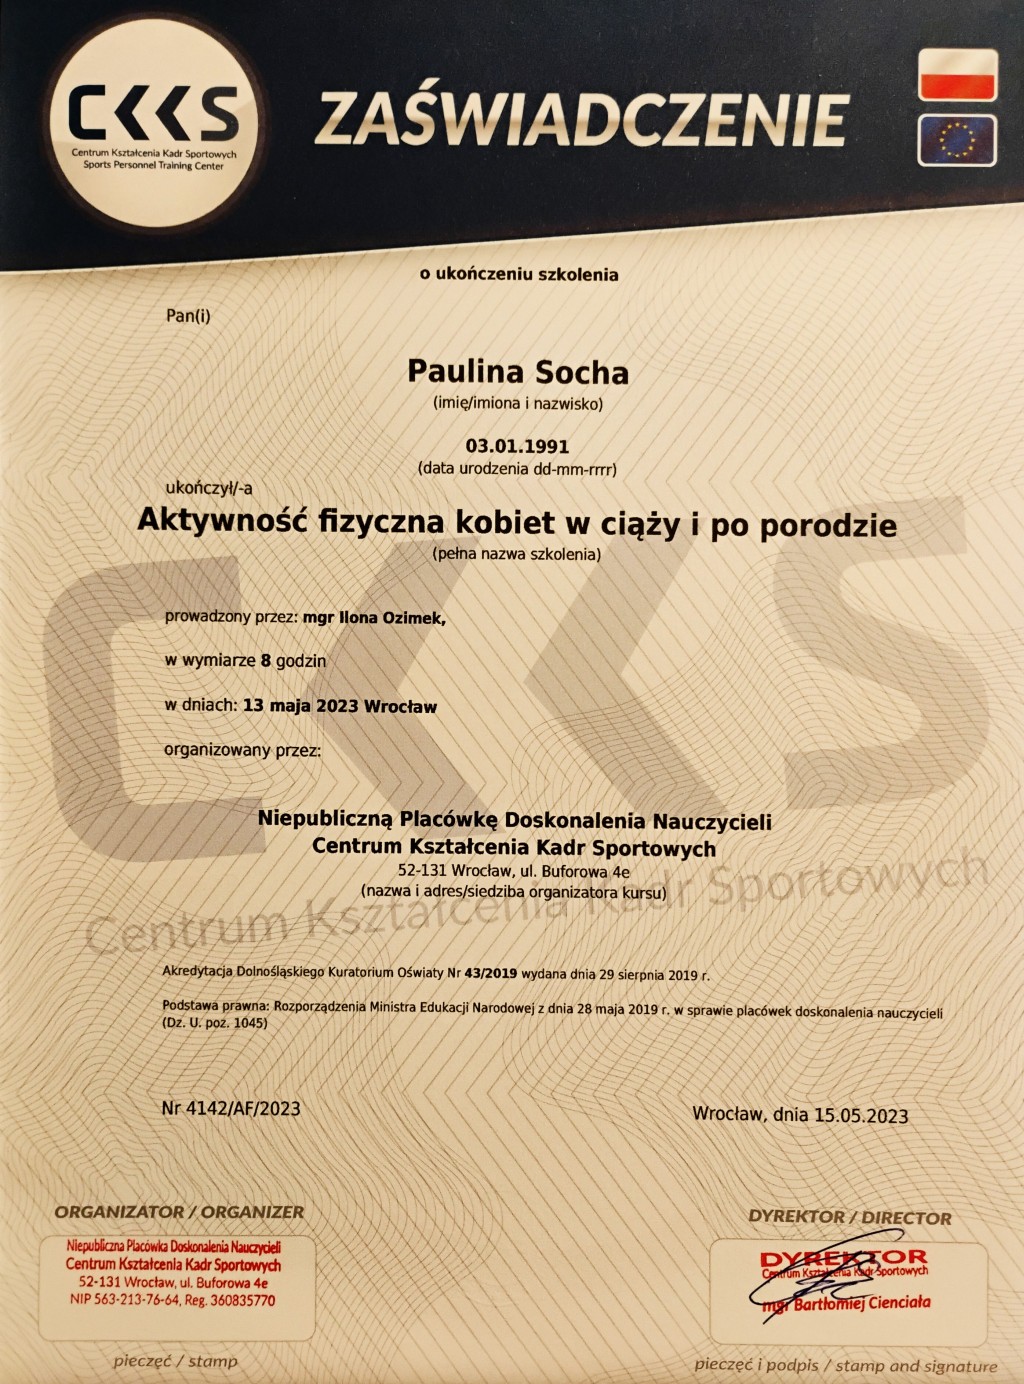 CKKS
Centrum Kształcenia Kadr Sportowych
Sports Personnel Training Center
ZAŚWIADCZENIE
o ukończeniu szkolenia
Pan(i)
Paulina Socha
(imię/imiona i nazwisko)
03.01.1991
(data urodzenia dd-mm-rrrr)
ukończył/-a
Aktywność fizyczna kobiet w ciąży i po porodzie
(pełna nazwa szkolenia)
prowadzony przez: mgr Ilona Ozimek,
w wymiarze 8 godzin
w dniach: 13 maja 2023 Wrocław
organizowany przez:
CKKS
Niepubliczną Placówkę Doskonalenia Nauczycieli
Centrum Kształcenia Kadr Sportowych
52-131 Wrocław, ul. Buforowa 4e
(nazwa i adres/siedziba organizatora kursu)
Centrum Kształcenia Kadr Sportowych
Akredytacja Dolnośląskiego Kuratorium Oświaty Nr 43/2019 wydana dnia 29 sierpnia 2019 r.
Podstawa prawna: Rozporządzenia Ministra Edukacji Narodowej z dnia 28 maja 2019 r. w sprawie placówek doskonalenia nauczycieli
(Dz. U. poz. 1045)
Nr 4142/AF/2023
Wrocław, dnia 15.05.2023
ORGANIZATOR / ORGANIZER
Niepubliczna Placówka Doskonalenia Nauczycieli
Centrum Kształcenia Kadr Sportowych
52-131 Wrocław, ul. Buforowa 4e
NIP 563-213-76-64, Reg. 360835770
pieczęć / stamp
DYREKTOR / DIRECTOR
DYREKTOR
Centrum Kształcenia Kadr Sportowych
mgr Bartłomiej Cienciała
pieczęć i podpis / stamp and signature